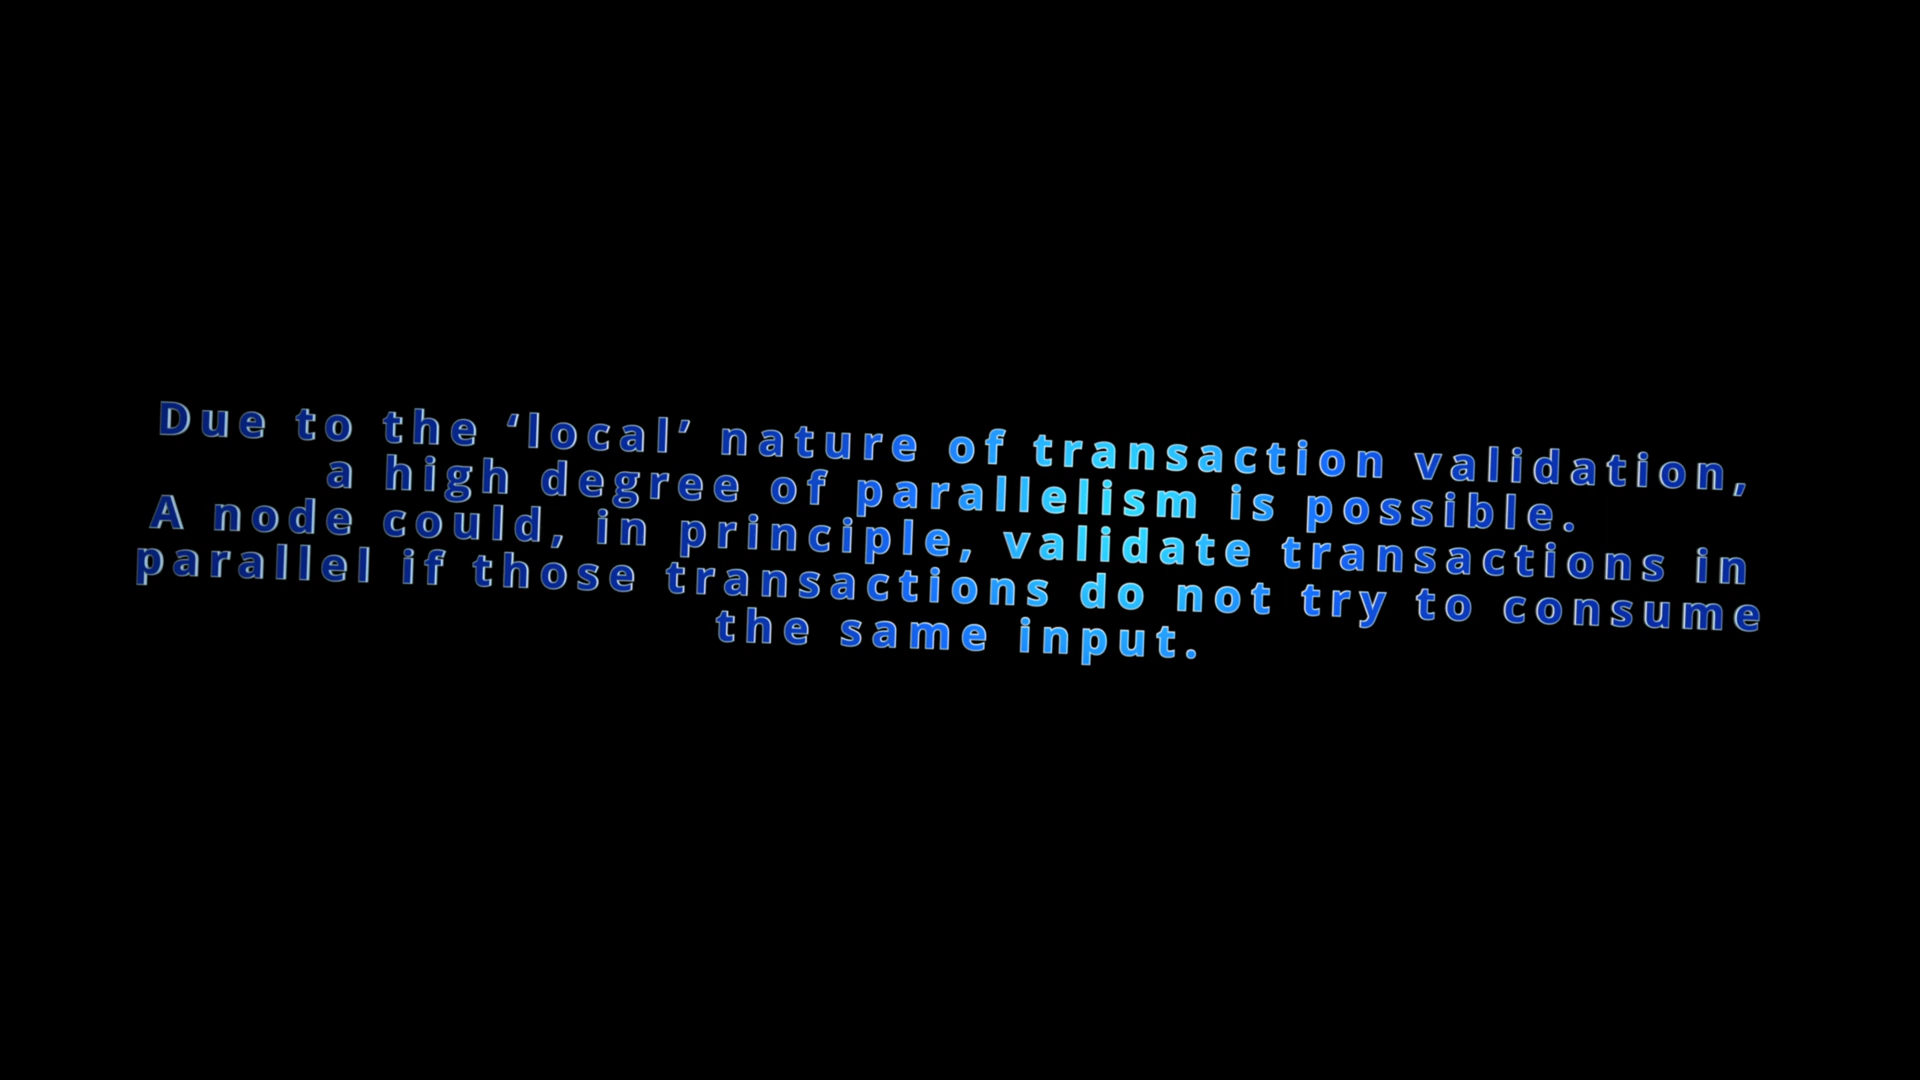 Due to the ‘local’ nature of transaction validation,
a high degree of parallelism is possible.
A node could, in principle, validate transactions in
parallel if those transactions do not try to consume
the same input.